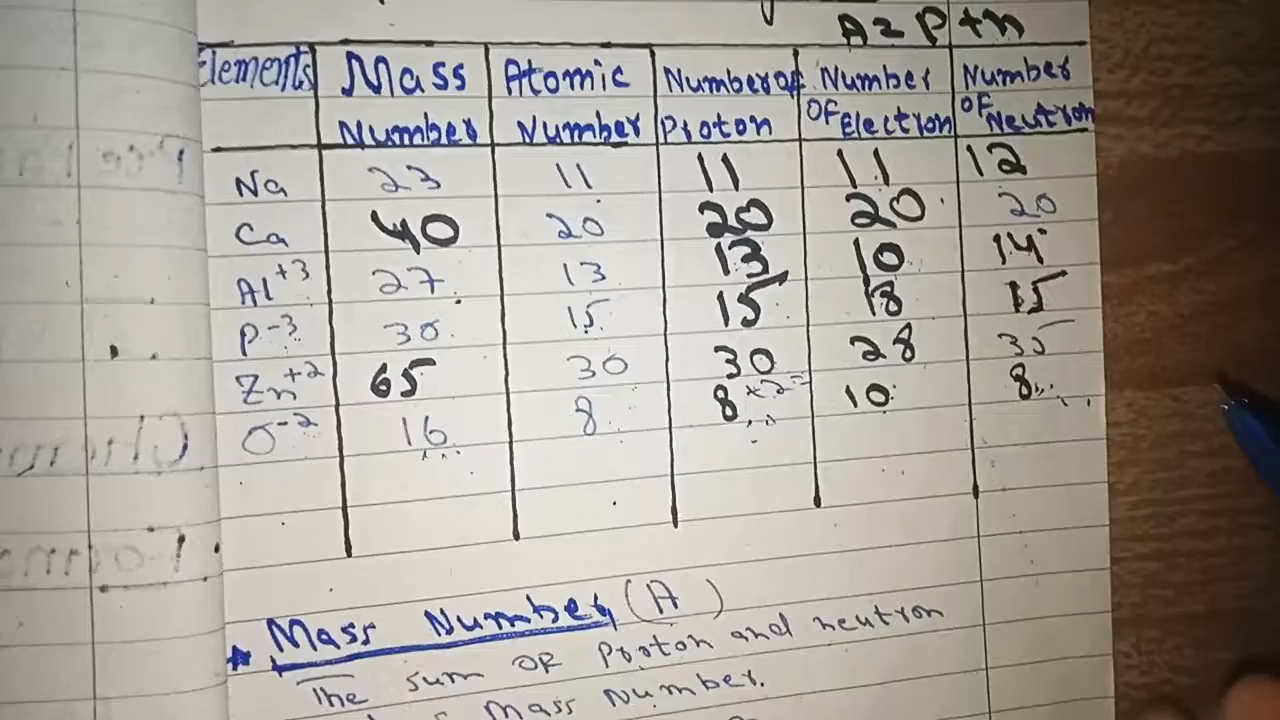 A = P + n
Elements Mass Number Atomic Number Number of Proton Number Of Electron Number Of Neutron
Na 23 11 11 11 12
Ca 40 20 20 20 20
Al+3 27 13 13 10 14
P-3 30 15 15 18 15
Zn+2 65 30 30 28 35
O-2 16 8 8 10 8
Mass Number (A)
The sum OF Proton and neutron
Mass Number.